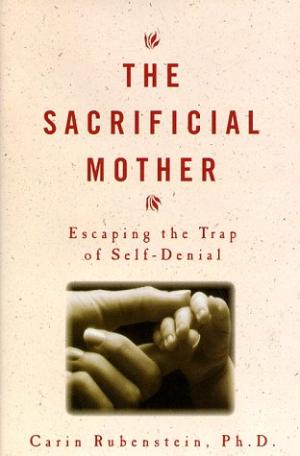 THE
SACRIFICIAL
MOTHER
Escaping the Trap
of Self-Denial
Carin Rubenstein, Ph.D.